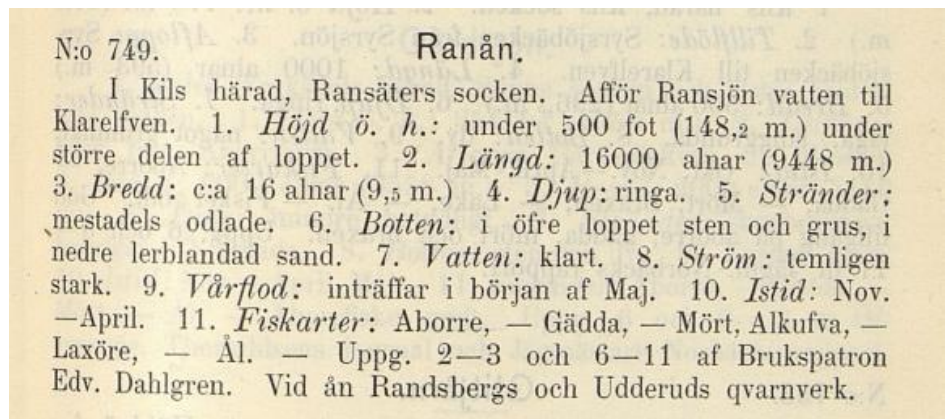 N:o 749. Ranån.
I Kils härad, Ransäters socken. Afför Ransjön vatten till
Klarelfven. 1. Höjd ö. h.: under 500 fot (148,2 m.) under
större delen af loppet. 2. Längd: 16000 alnar (9448 m.)
3. Bredd: c:a 16 alnar (9,5 m.) 4. Djup: ringa. 5. Stränder:
mestadels odlade. 6. Botten: i öfre loppet sten och grus, i
nedre lerblandad sand. 7. Vatten: klart. 8. Ström: temligen
stark. 9. Vårflod: inträffar i början af Maj. 10. Istid: Nov.
—April. 11. Fiskarter: Aborre, — Gädda, — Mört, Alkufva, —
Laxöre, — Ål. — Uppg. 2—3 och 6—11 af Brukspatron
Edv. Dahlgren. Vid ån Randsbergs och Udderuds qvarnverk.